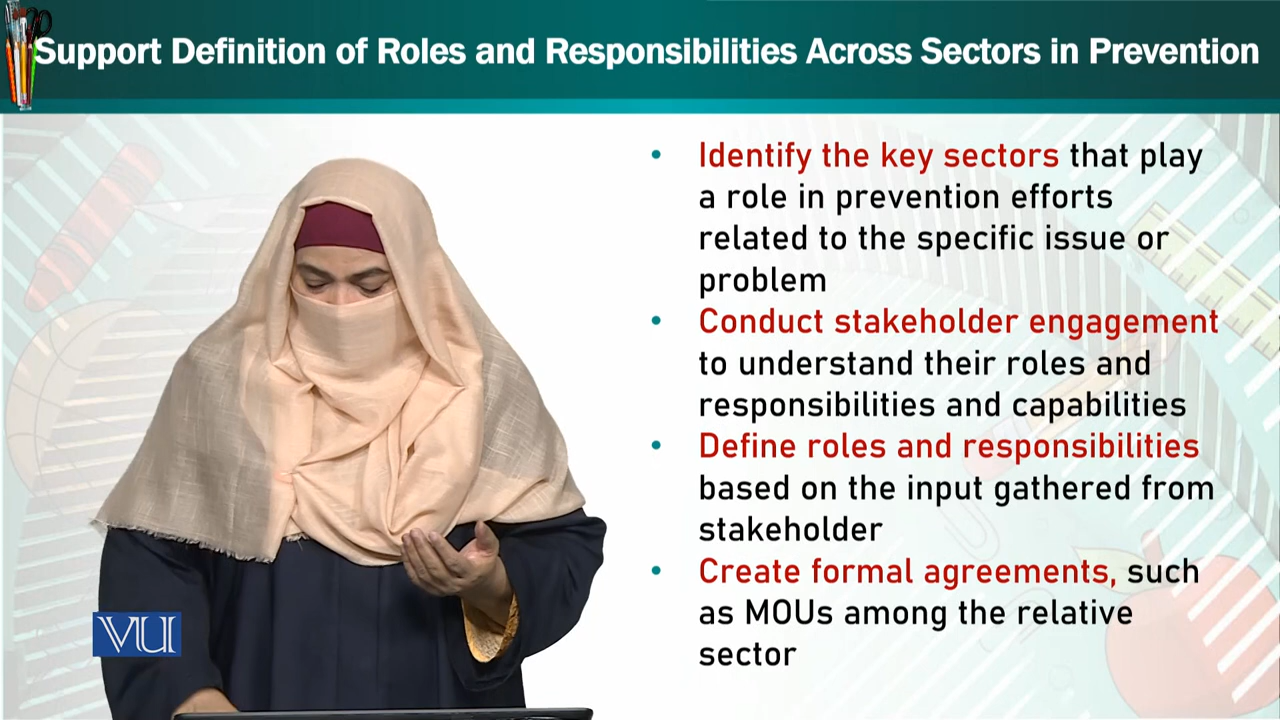 Support Definition of Roles and Responsibilities Across Sectors in Prevention
• Identify the key sectors that play
a role in prevention efforts
related to the specific issue or
problem
• Conduct stakeholder engagement
to understand their roles and
responsibilities and capabilities
• Define roles and responsibilities
based on the input gathered from
stakeholder
• Create formal agreements, such
as MOUs among the relative
sector
VU